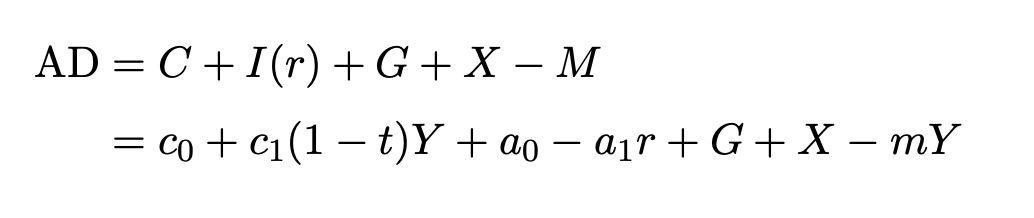 AD = C + I(r) + G + X − M
= c₀ + c₁(1 − t)Y + a₀ − a₁r + G + X − mY